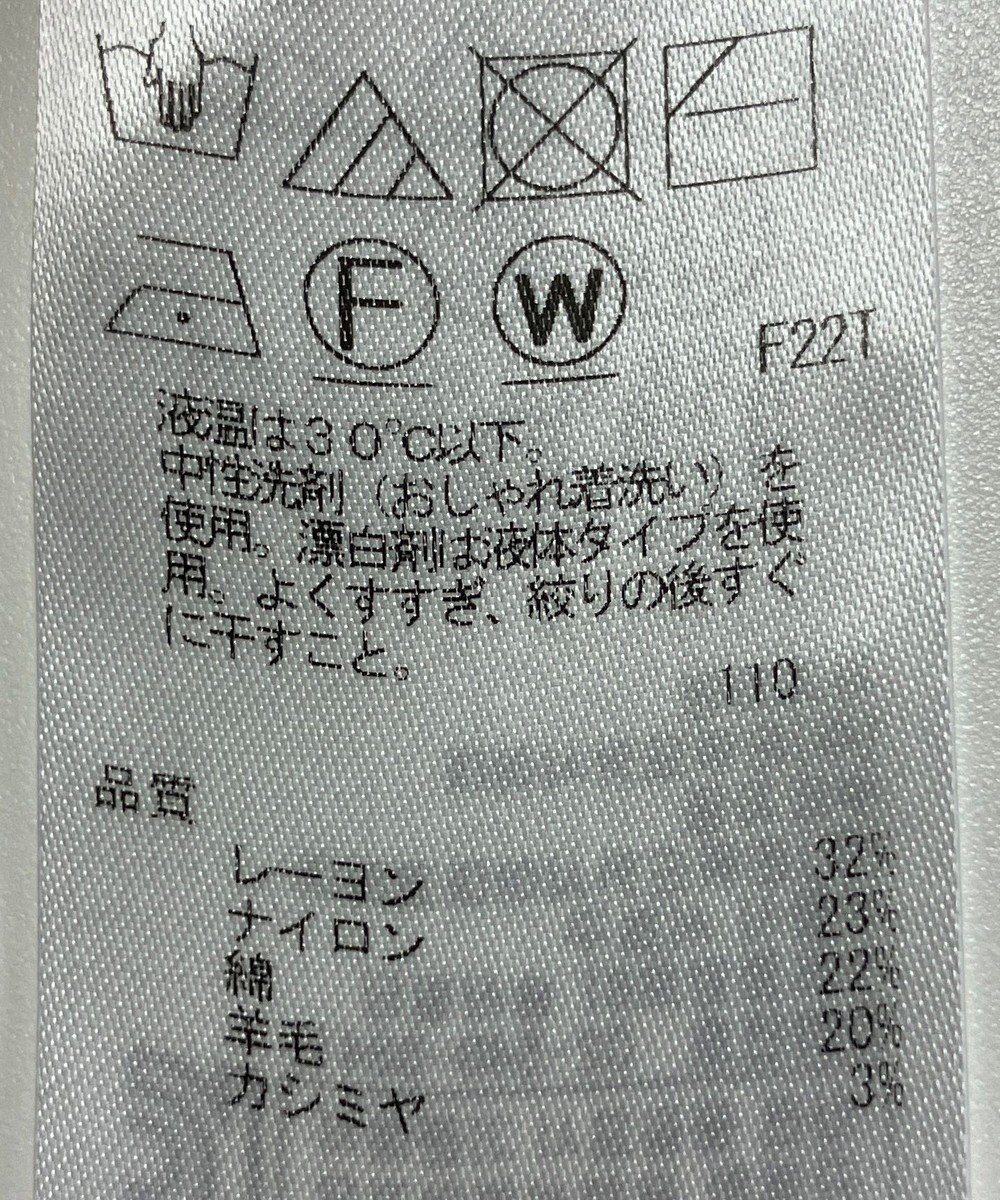 F W
F22T
液温は30℃以下。
中性洗剤（おしゃれ着洗い）を
使用。漂白剤は液体タイプを使
用。よくすすぎ、絞りの後すぐ
に干すこと。
110
品質
レーヨン 32%
ナイロン 23%
綿 22%
羊毛 20%
カシミヤ 3%